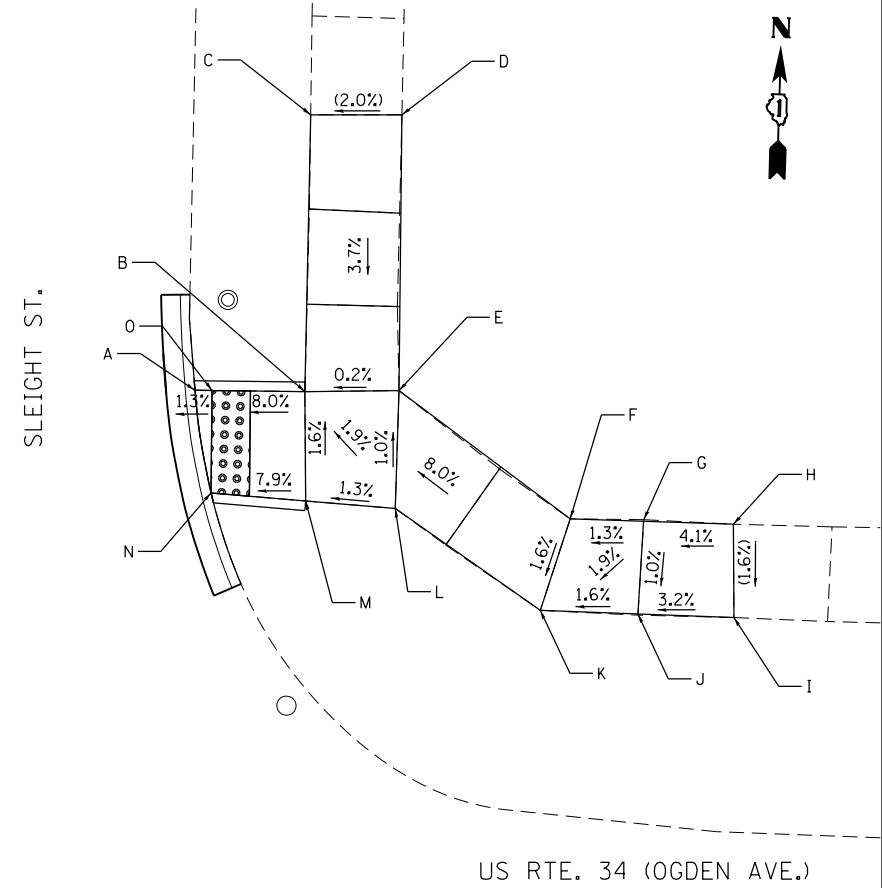 N
1
C
D
(2.0%)
3.7%
B
E
O
A
0.2%
1.3%
8.0%
1.6%
1.9%
1.0%
7.9%
1.3%
8.0%
F
G
H
1.3%
4.1%
1.6%
1.9%
1.0%
(1.6%)
1.6%
3.2%
N
M
L
K
J
I
SLEIGHT ST.
US RTE. 34 (OGDEN AVE.)